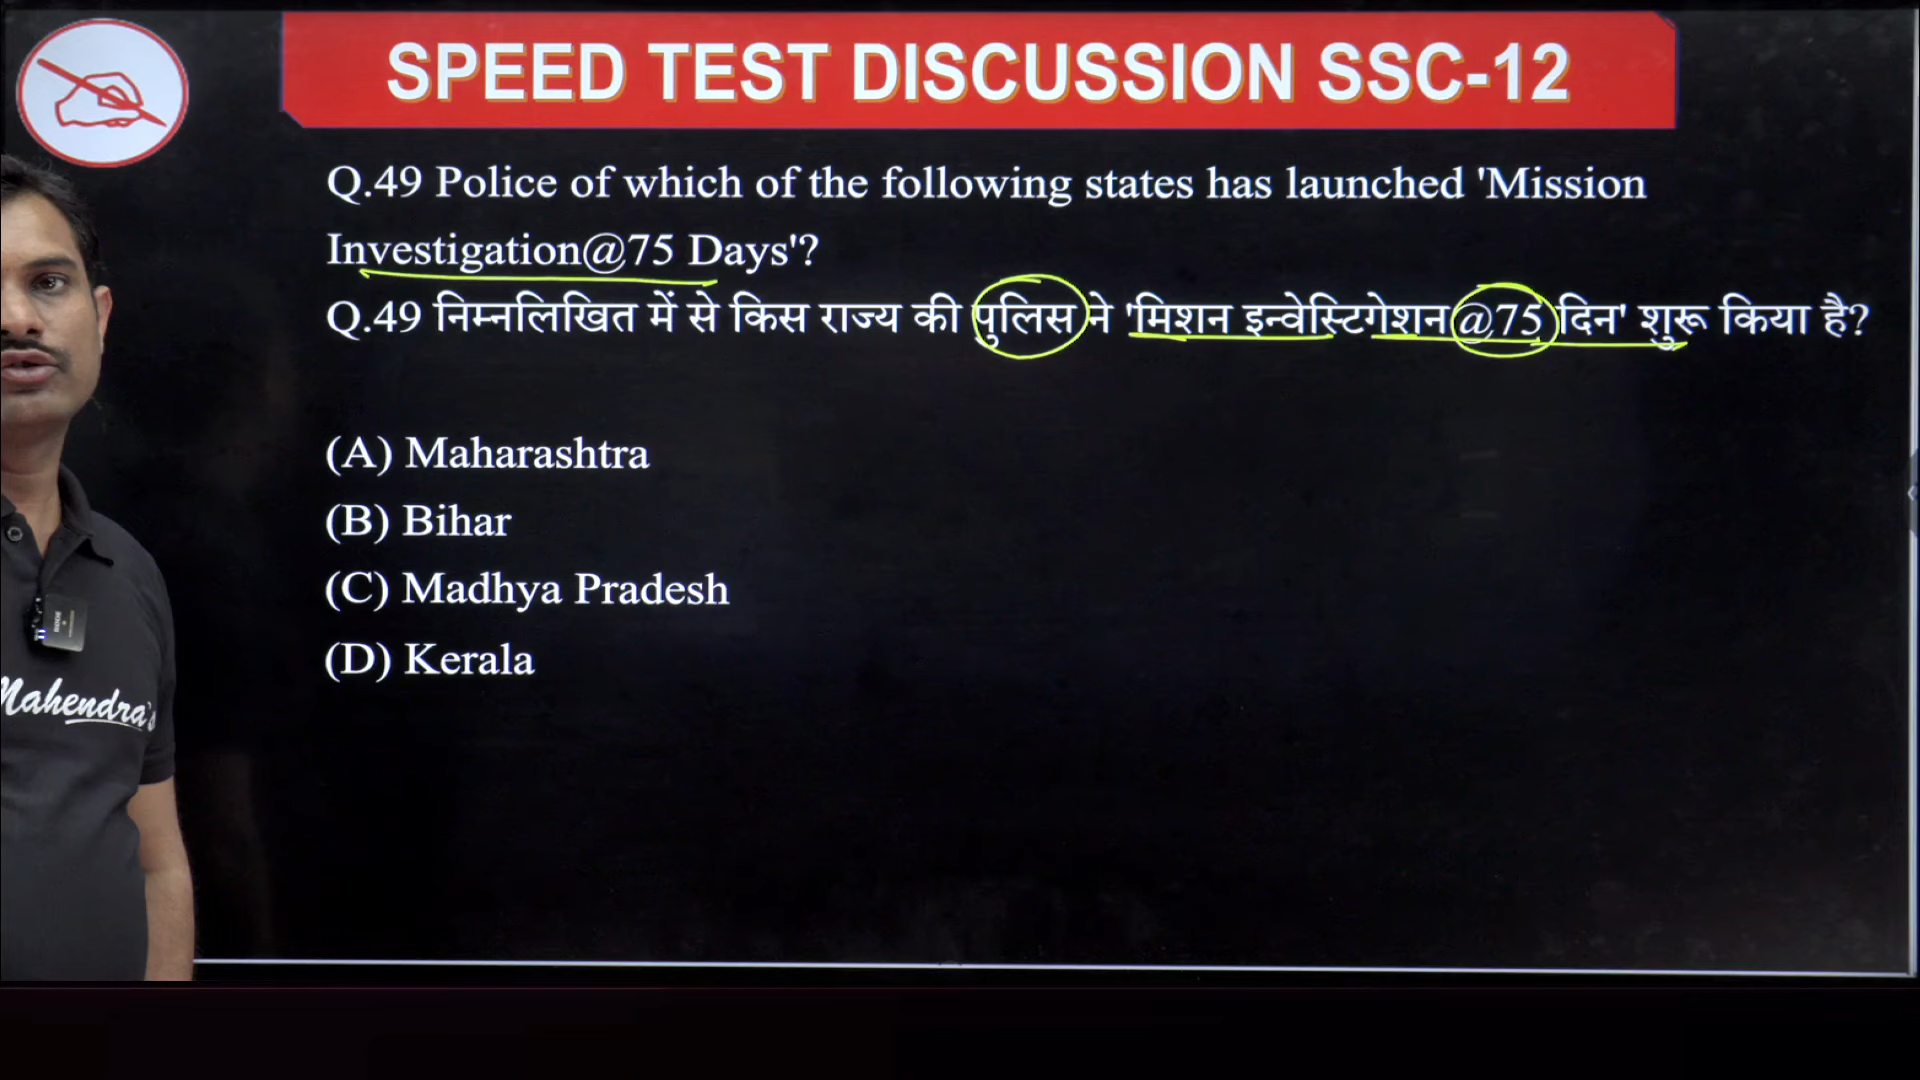 SPEED TEST DISCUSSION SSC-12
Q.49 Police of which of the following states has launched 'Mission
Investigation@75 Days'?
Q.49 निम्नलिखित में से किस राज्य की पुलिस ने 'मिशन इन्वेस्टिगेशन @75 दिन' शुरू किया है?
(A) Maharashtra
(B) Bihar
(C) Madhya Pradesh
(D) Kerala
Mahendra's